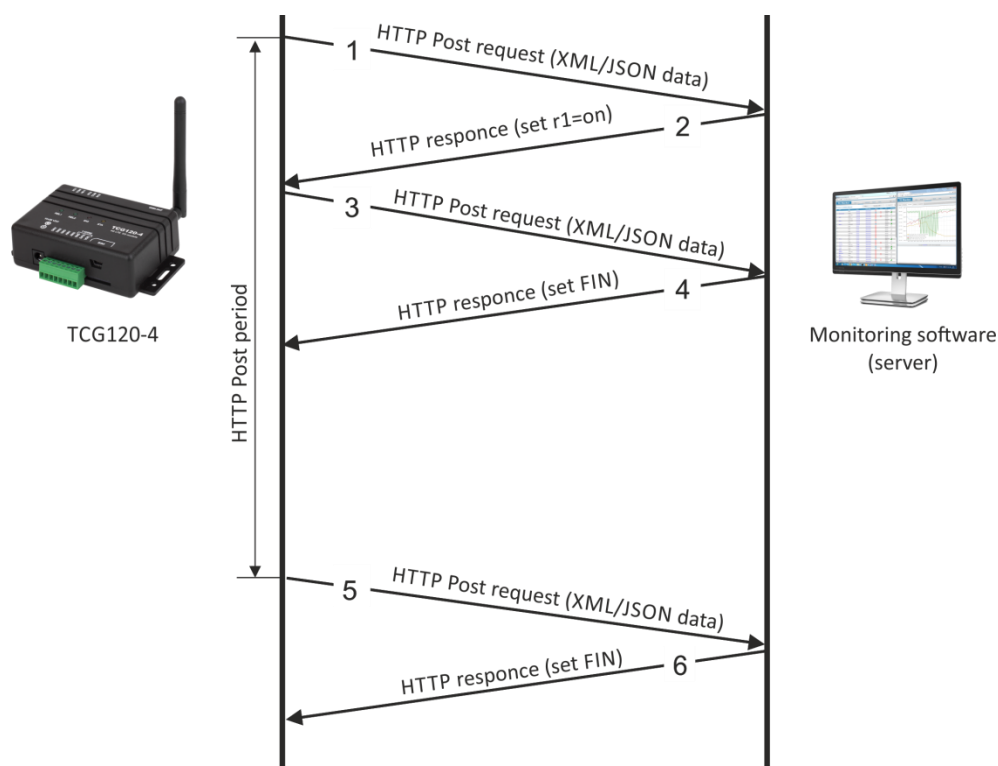 1 HTTP Post request (XML/JSON data)
HTTP responce (set r1=on) 2
3 HTTP Post request (XML/JSON data)
HTTP responce (set FIN) 4
HTTP Post period
TCG120-4
TCG120-4
Monitoring software
(server)
5 HTTP Post request (XML/JSON data)
HTTP responce (set FIN) 6